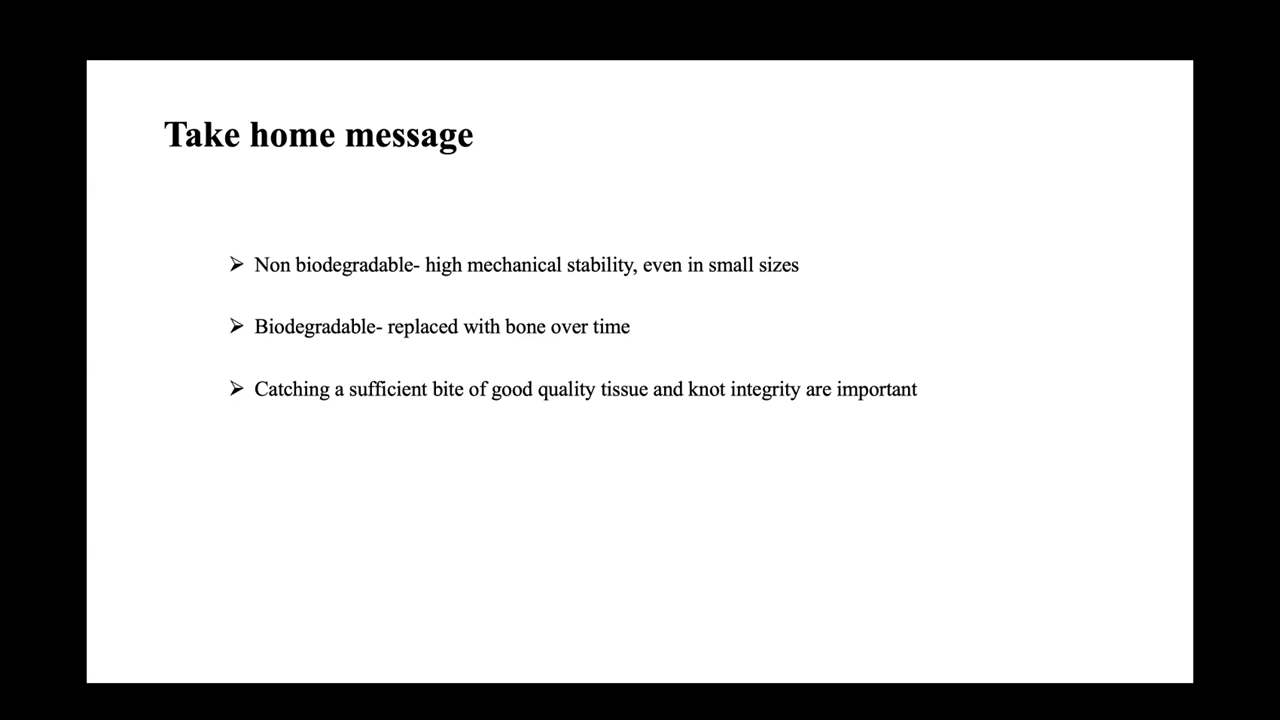 Take home message
➢ Non biodegradable- high mechanical stability, even in small sizes
➢ Biodegradable- replaced with bone over time
➢ Catching a sufficient bite of good quality tissue and knot integrity are important